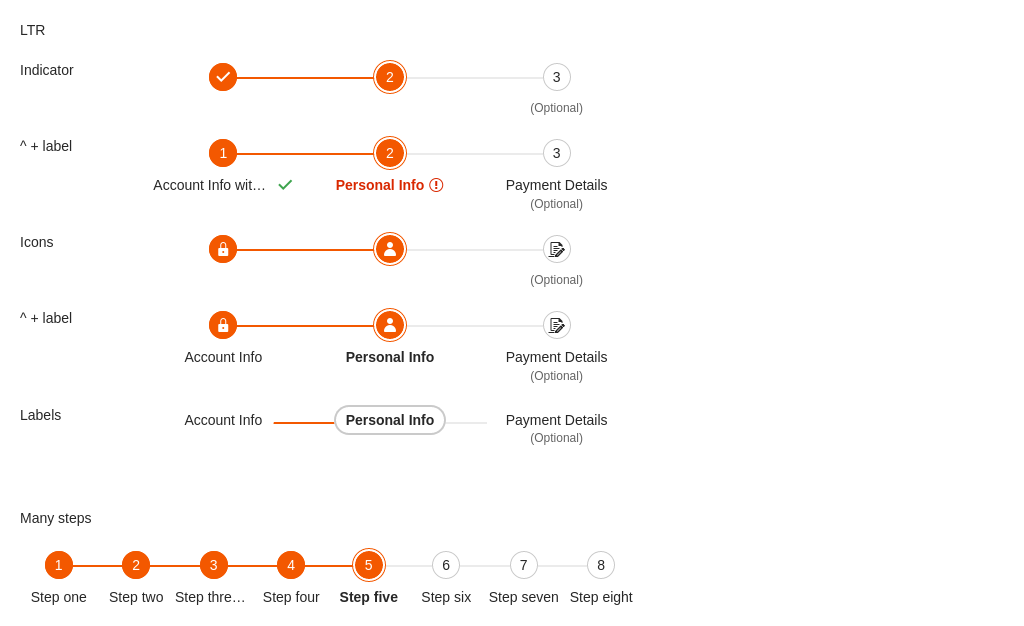 LTR
Indicator
2 3
(Optional)
^ + label
1 2 3
Account Info wit… Personal Info Payment Details
(Optional)
Icons
(Optional)
^ + label
Account Info Personal Info Payment Details
(Optional)
Labels
Account Info Personal Info Payment Details
(Optional)
Many steps
1 2 3 4 5 6 7 8
Step one Step two Step thre… Step four Step five Step six Step seven Step eight